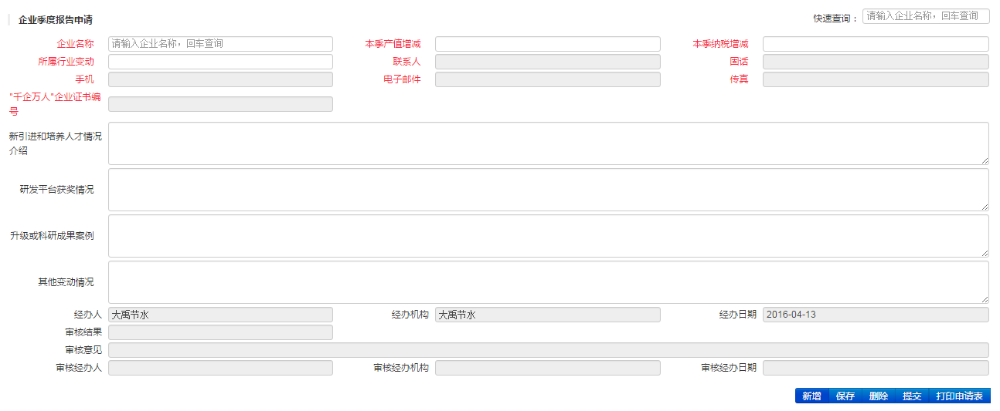 企业季度报告申请
快速查询： 请输入企业名称，回车查询
企业名称 请输入企业名称，回车查询 本季产值增减 本季纳税增减
所属行业变动 联系人 固话
手机 电子邮件 传真
"千企万人"企业证书编
号
新引进和培养人才情况
介绍
研发平台获奖情况
升级或科研成果案例
其他变动情况
经办人 大禹节水 经办机构 大禹节水 经办日期 2016-04-13
审核结果
审核意见
审核经办人 审核经办机构 审核经办日期
新增 保存 删除 提交 打印申请表